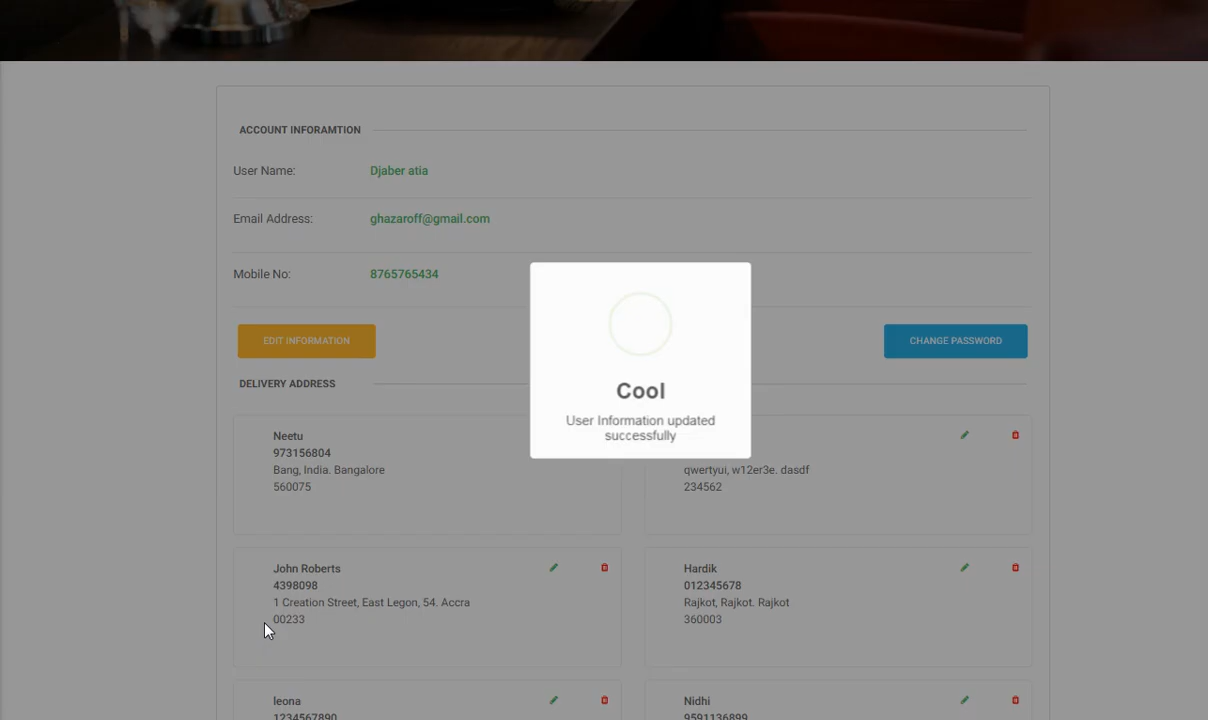 ACCOUNT INFORAMTION
User Name:
Djaber atia
Email Address:
ghazaroff@gmail.com
Mobile No:
8765765434
EDIT INFORMATION
CHANGE PASSWORD
Cool
User Information updated
successfully
DELIVERY ADDRESS
Neetu
973156804
Bang, India. Bangalore
560075
qwertyui, w12er3e. dasdf
234562
John Roberts
4398098
1 Creation Street, East Legon, 54. Accra
00233
Hardik
012345678
Rajkot, Rajkot. Rajkot
360003
leona
1234567890
Nidhi
9591136899